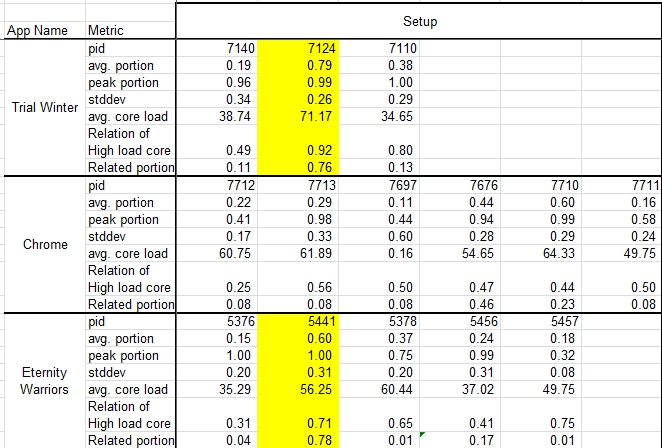 Setup
App Name Metric
pid 7140 7124 7110
avg. portion 0.19 0.79 0.38
peak portion 0.96 0.99 1.00
Trial Winter
stddev 0.34 0.26 0.29
avg. core load 38.74 71.17 34.65
Relation of
High load core 0.49 0.92 0.80
Related portion 0.11 0.76 0.13
pid 7712 7713 7697 7676 7710 7711
avg. portion 0.22 0.29 0.11 0.44 0.60 0.16
peak portion 0.41 0.98 0.44 0.94 0.99 0.58
Chrome
stddev 0.17 0.33 0.60 0.28 0.29 0.24
avg. core load 60.75 61.89 0.16 54.65 64.33 49.75
Relation of
High load core 0.25 0.56 0.50 0.47 0.44 0.50
Related portion 0.08 0.08 0.08 0.46 0.23 0.08
pid 5376 5441 5378 5456 5457
avg. portion 0.15 0.60 0.37 0.24 0.18
peak portion 1.00 1.00 0.75 0.99 0.32
Eternity stddev 0.20 0.31 0.20 0.31 0.08
Warriors avg. core load 35.29 56.25 60.44 37.02 49.75
Relation of
High load core 0.31 0.71 0.65 0.41 0.75
Related portion 0.04 0.78 0.01 0.17 0.01